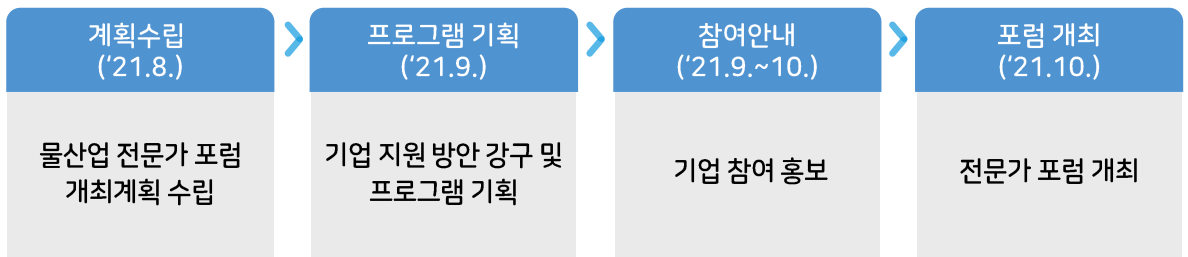 계획수립
(‘21.8.)
프로그램 기획
(‘21.9.)
참여안내
(‘21.9.~10.)
포럼 개최
(‘21.10.)
물산업 전문가 포럼
개최계획 수립
기업 지원 방안 강구 및
프로그램 기획
기업 참여 홍보
전문가 포럼 개최